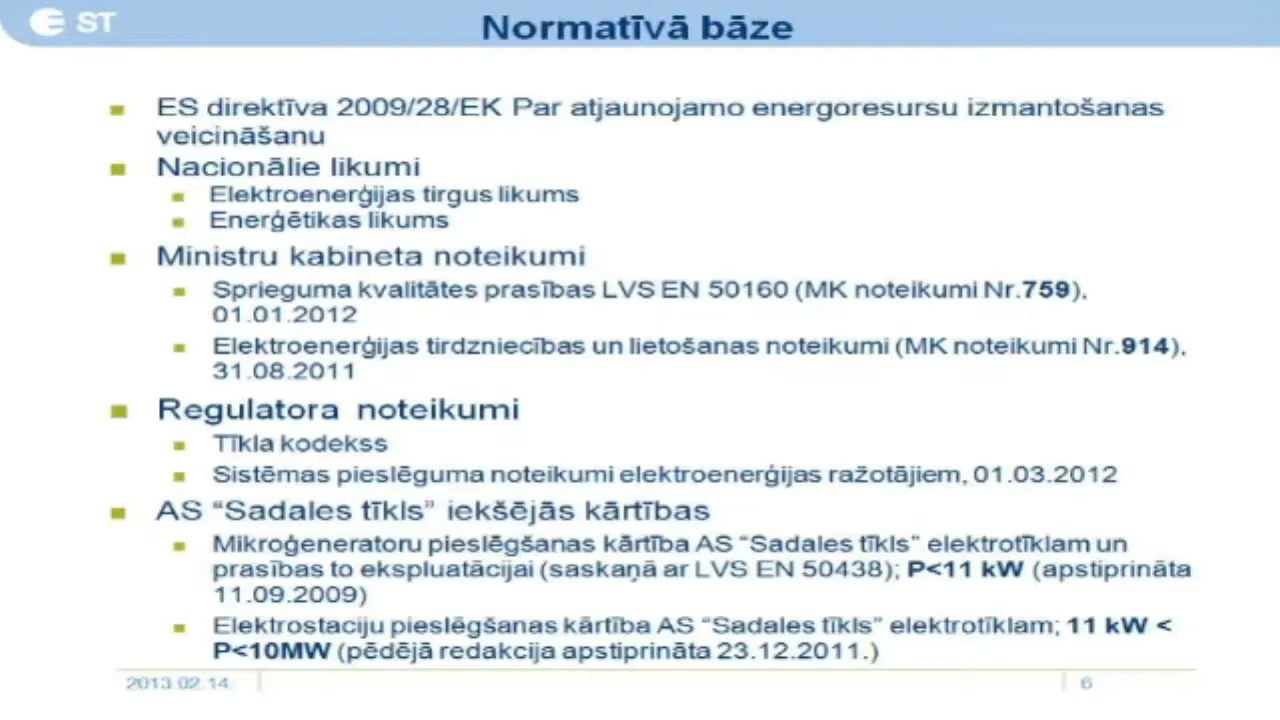 ST
Normatīvā bāze
ES direktīva 2009/28/EK Par atjaunojamo energoresursu izmantošanas
veicināšanu
Nacionālie likumi
Elektroenerģijas tirgus likums
Enerģētikas likums
Ministru kabineta noteikumi
Sprieguma kvalitātes prasības LVS EN 50160 (MK noteikumi Nr.759),
01.01.2012
Elektroenerģijas tirdzniecības un lietošanas noteikumi (MK noteikumi Nr.914),
31.08.2011
Regulatora noteikumi
Tīkla kodekss
Sistēmas pieslēguma noteikumi elektroenerģijas ražotājiem, 01.03.2012
AS “Sadales tīkls” iekšējās kārtības
Mikroģeneratoru pieslēgšanas kārtība AS “Sadales tīkls” elektrotīklam un
prasības to ekspluatācijai (saskaņā ar LVS EN 50438); P<11 kW (apstiprināta
11.09.2009)
Elektrostaciju pieslēgšanas kārtība AS “Sadales tīkls” elektrotīklam; 11 kW <
P<10MW (pēdējā redakcija apstiprināta 23.12.2011.)
2013.02.14.
6